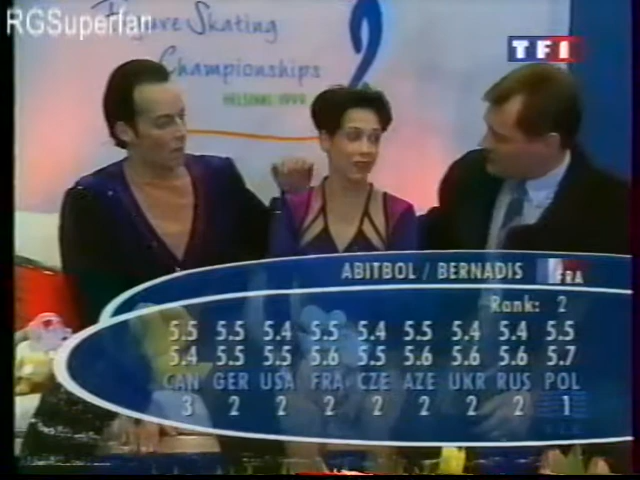 RGSuperfan
Figure Skating
Championships
HELSINKI 1999
TF1
ABITBOL / BERNADIS FRA
Rank: 2
5.5 5.5 5.4 5.5 5.4 5.5 5.4 5.4 5.5
5.4 5.5 5.5 5.6 5.5 5.6 5.6 5.6 5.7
CAN GER USA FRA CZE AZE UKR RUS POL
3 2 2 2 2 2 2 2 1